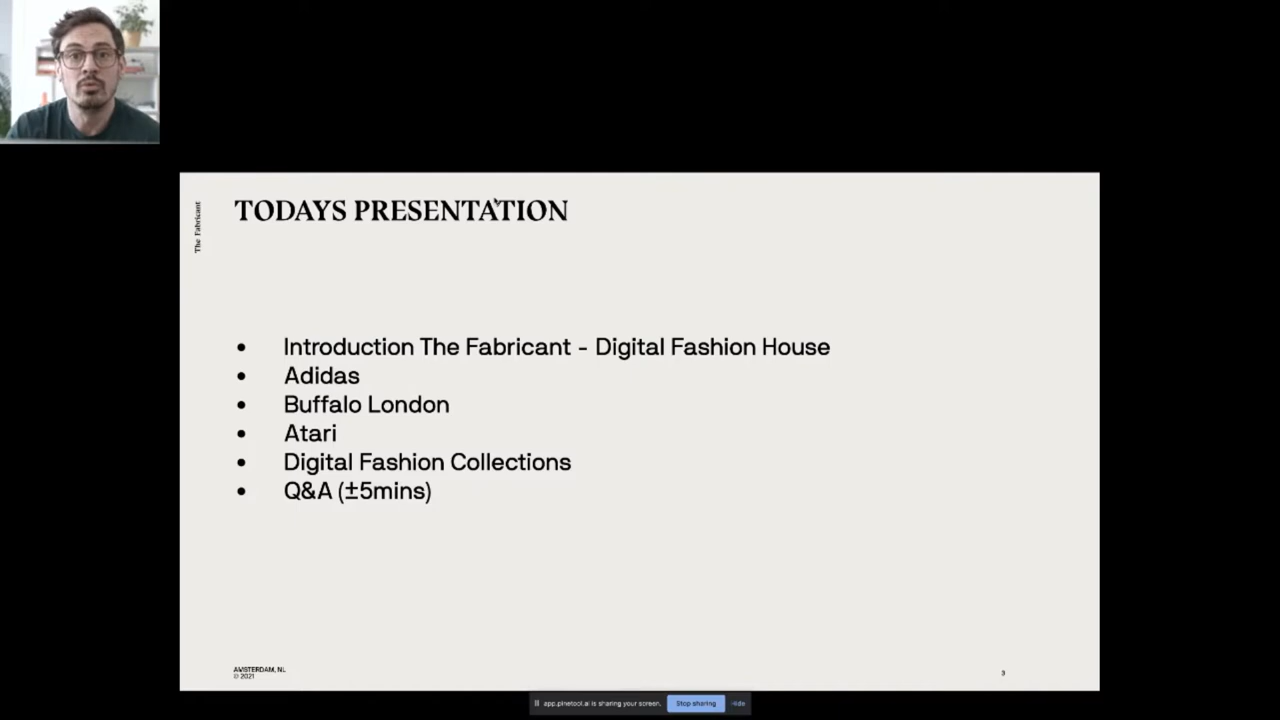 The Fabricant
TODAYS PRESENTATION
• Introduction The Fabricant - Digital Fashion House
• Adidas
• Buffalo London
• Atari
• Digital Fashion Collections
• Q&A (±5mins)
AMSTERDAM, NL
© 2021
3
app.pinetool.ai is sharing your screen.
Stop sharing
Hide